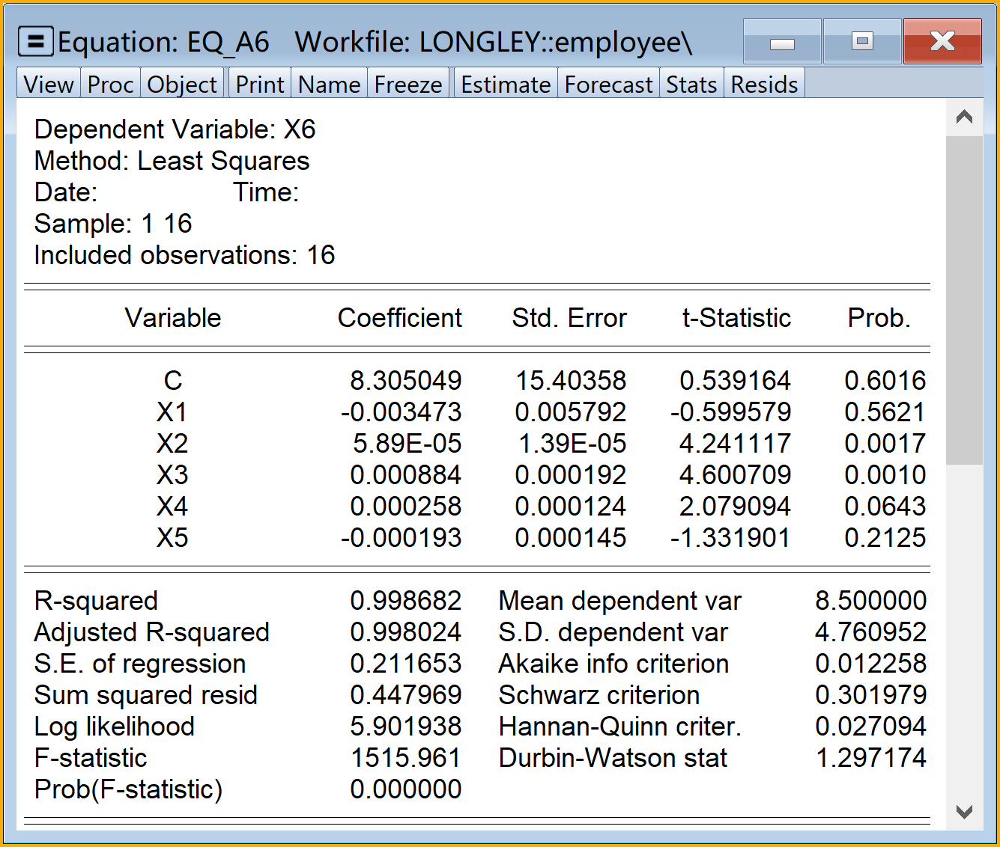 Equation: EQ_A6 Workfile: LONGLEY::employee\
View Proc Object Print Name Freeze Estimate Forecast Stats Resids
Dependent Variable: X6
Method: Least Squares
Date: Time:
Sample: 1 16
Included observations: 16
Variable Coefficient Std. Error t-Statistic Prob.
C 8.305049 15.40358 0.539164 0.6016
X1 -0.003473 0.005792 -0.599579 0.5621
X2 5.89E-05 1.39E-05 4.241117 0.0017
X3 0.000884 0.000192 4.600709 0.0010
X4 0.000258 0.000124 2.079094 0.0643
X5 -0.000193 0.000145 -1.331901 0.2125
R-squared 0.998682 Mean dependent var 8.500000
Adjusted R-squared 0.998024 S.D. dependent var 4.760952
S.E. of regression 0.211653 Akaike info criterion 0.012258
Sum squared resid 0.447969 Schwarz criterion 0.301979
Log likelihood 5.901938 Hannan-Quinn criter. 0.027094
F-statistic 1515.961 Durbin-Watson stat 1.297174
Prob(F-statistic) 0.000000